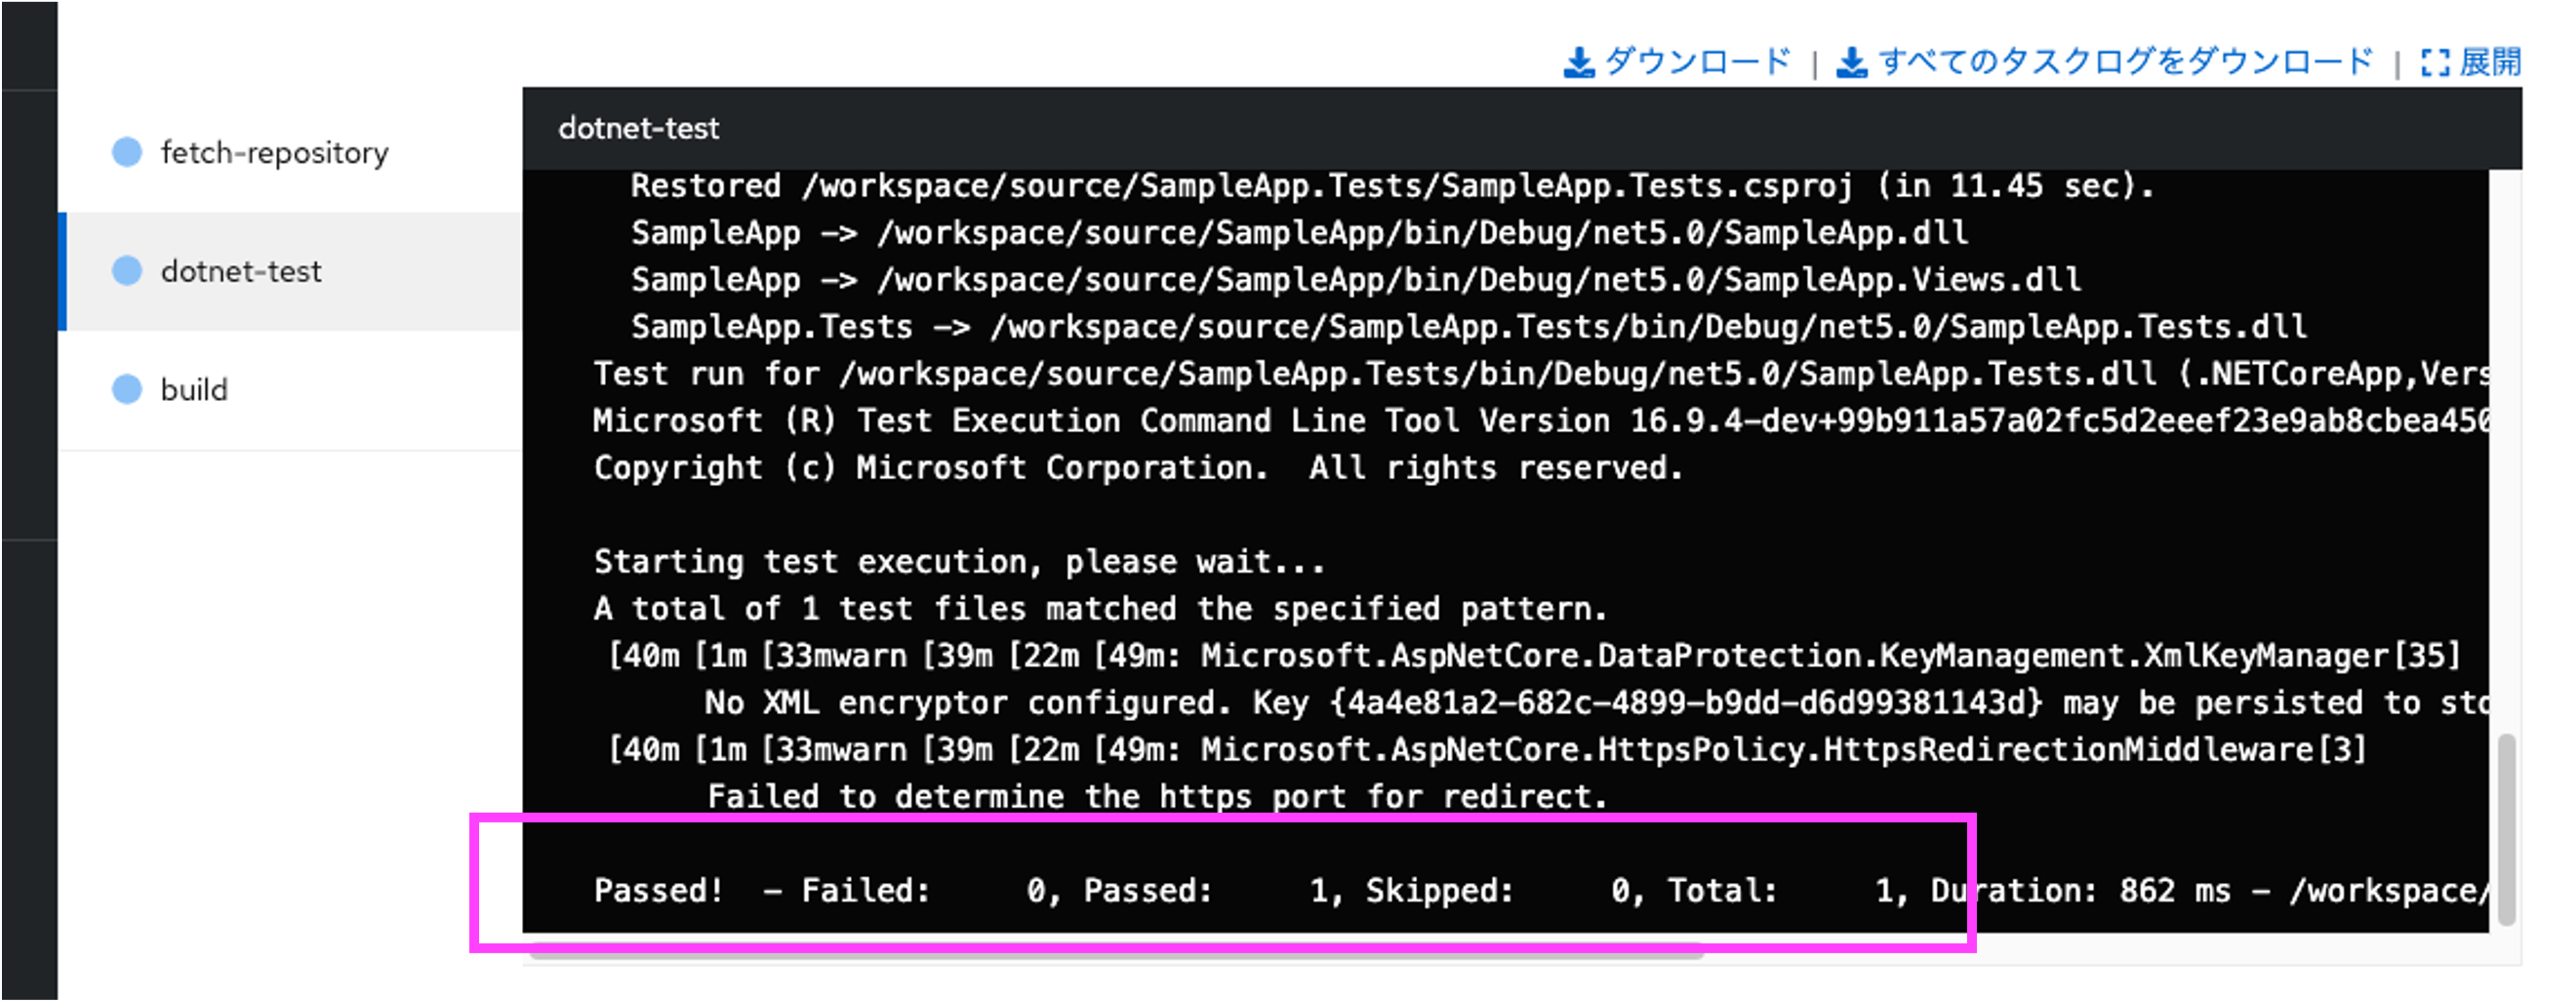 ダウンロード | すべてのタスクログをダウンロード | 展開
fetch-repository
dotnet-test
build
dotnet-test
Restored /workspace/source/SampleApp.Tests/SampleApp.Tests.csproj (in 11.45 sec).
SampleApp -> /workspace/source/SampleApp/bin/Debug/net5.0/SampleApp.dll
SampleApp -> /workspace/source/SampleApp/bin/Debug/net5.0/SampleApp.Views.dll
SampleApp.Tests -> /workspace/source/SampleApp.Tests/bin/Debug/net5.0/SampleApp.Tests.dll
Test run for /workspace/source/SampleApp.Tests/bin/Debug/net5.0/SampleApp.Tests.dll (.NETCoreApp,Vers
Microsoft (R) Test Execution Command Line Tool Version 16.9.4-dev+99b911a57a02fc5d2eeef23e9ab8cbea450
Copyright (c) Microsoft Corporation.  All rights reserved.
Starting test execution, please wait...
A total of 1 test files matched the specified pattern.
[40m [1m [33mwarn [39m [22m [49m: Microsoft.AspNetCore.DataProtection.KeyManagement.XmlKeyManager[35]
No XML encryptor configured. Key {4a4e81a2-682c-4899-b9dd-d6d99381143d} may be persisted to sto
[40m [1m [33mwarn [39m [22m [49m: Microsoft.AspNetCore.HttpsPolicy.HttpsRedirectionMiddleware[3]
Failed to determine the https port for redirect.
Passed!  - Failed:     0, Passed:     1, Skipped:     0, Total:     1, Duration: 862 ms - /workspace/